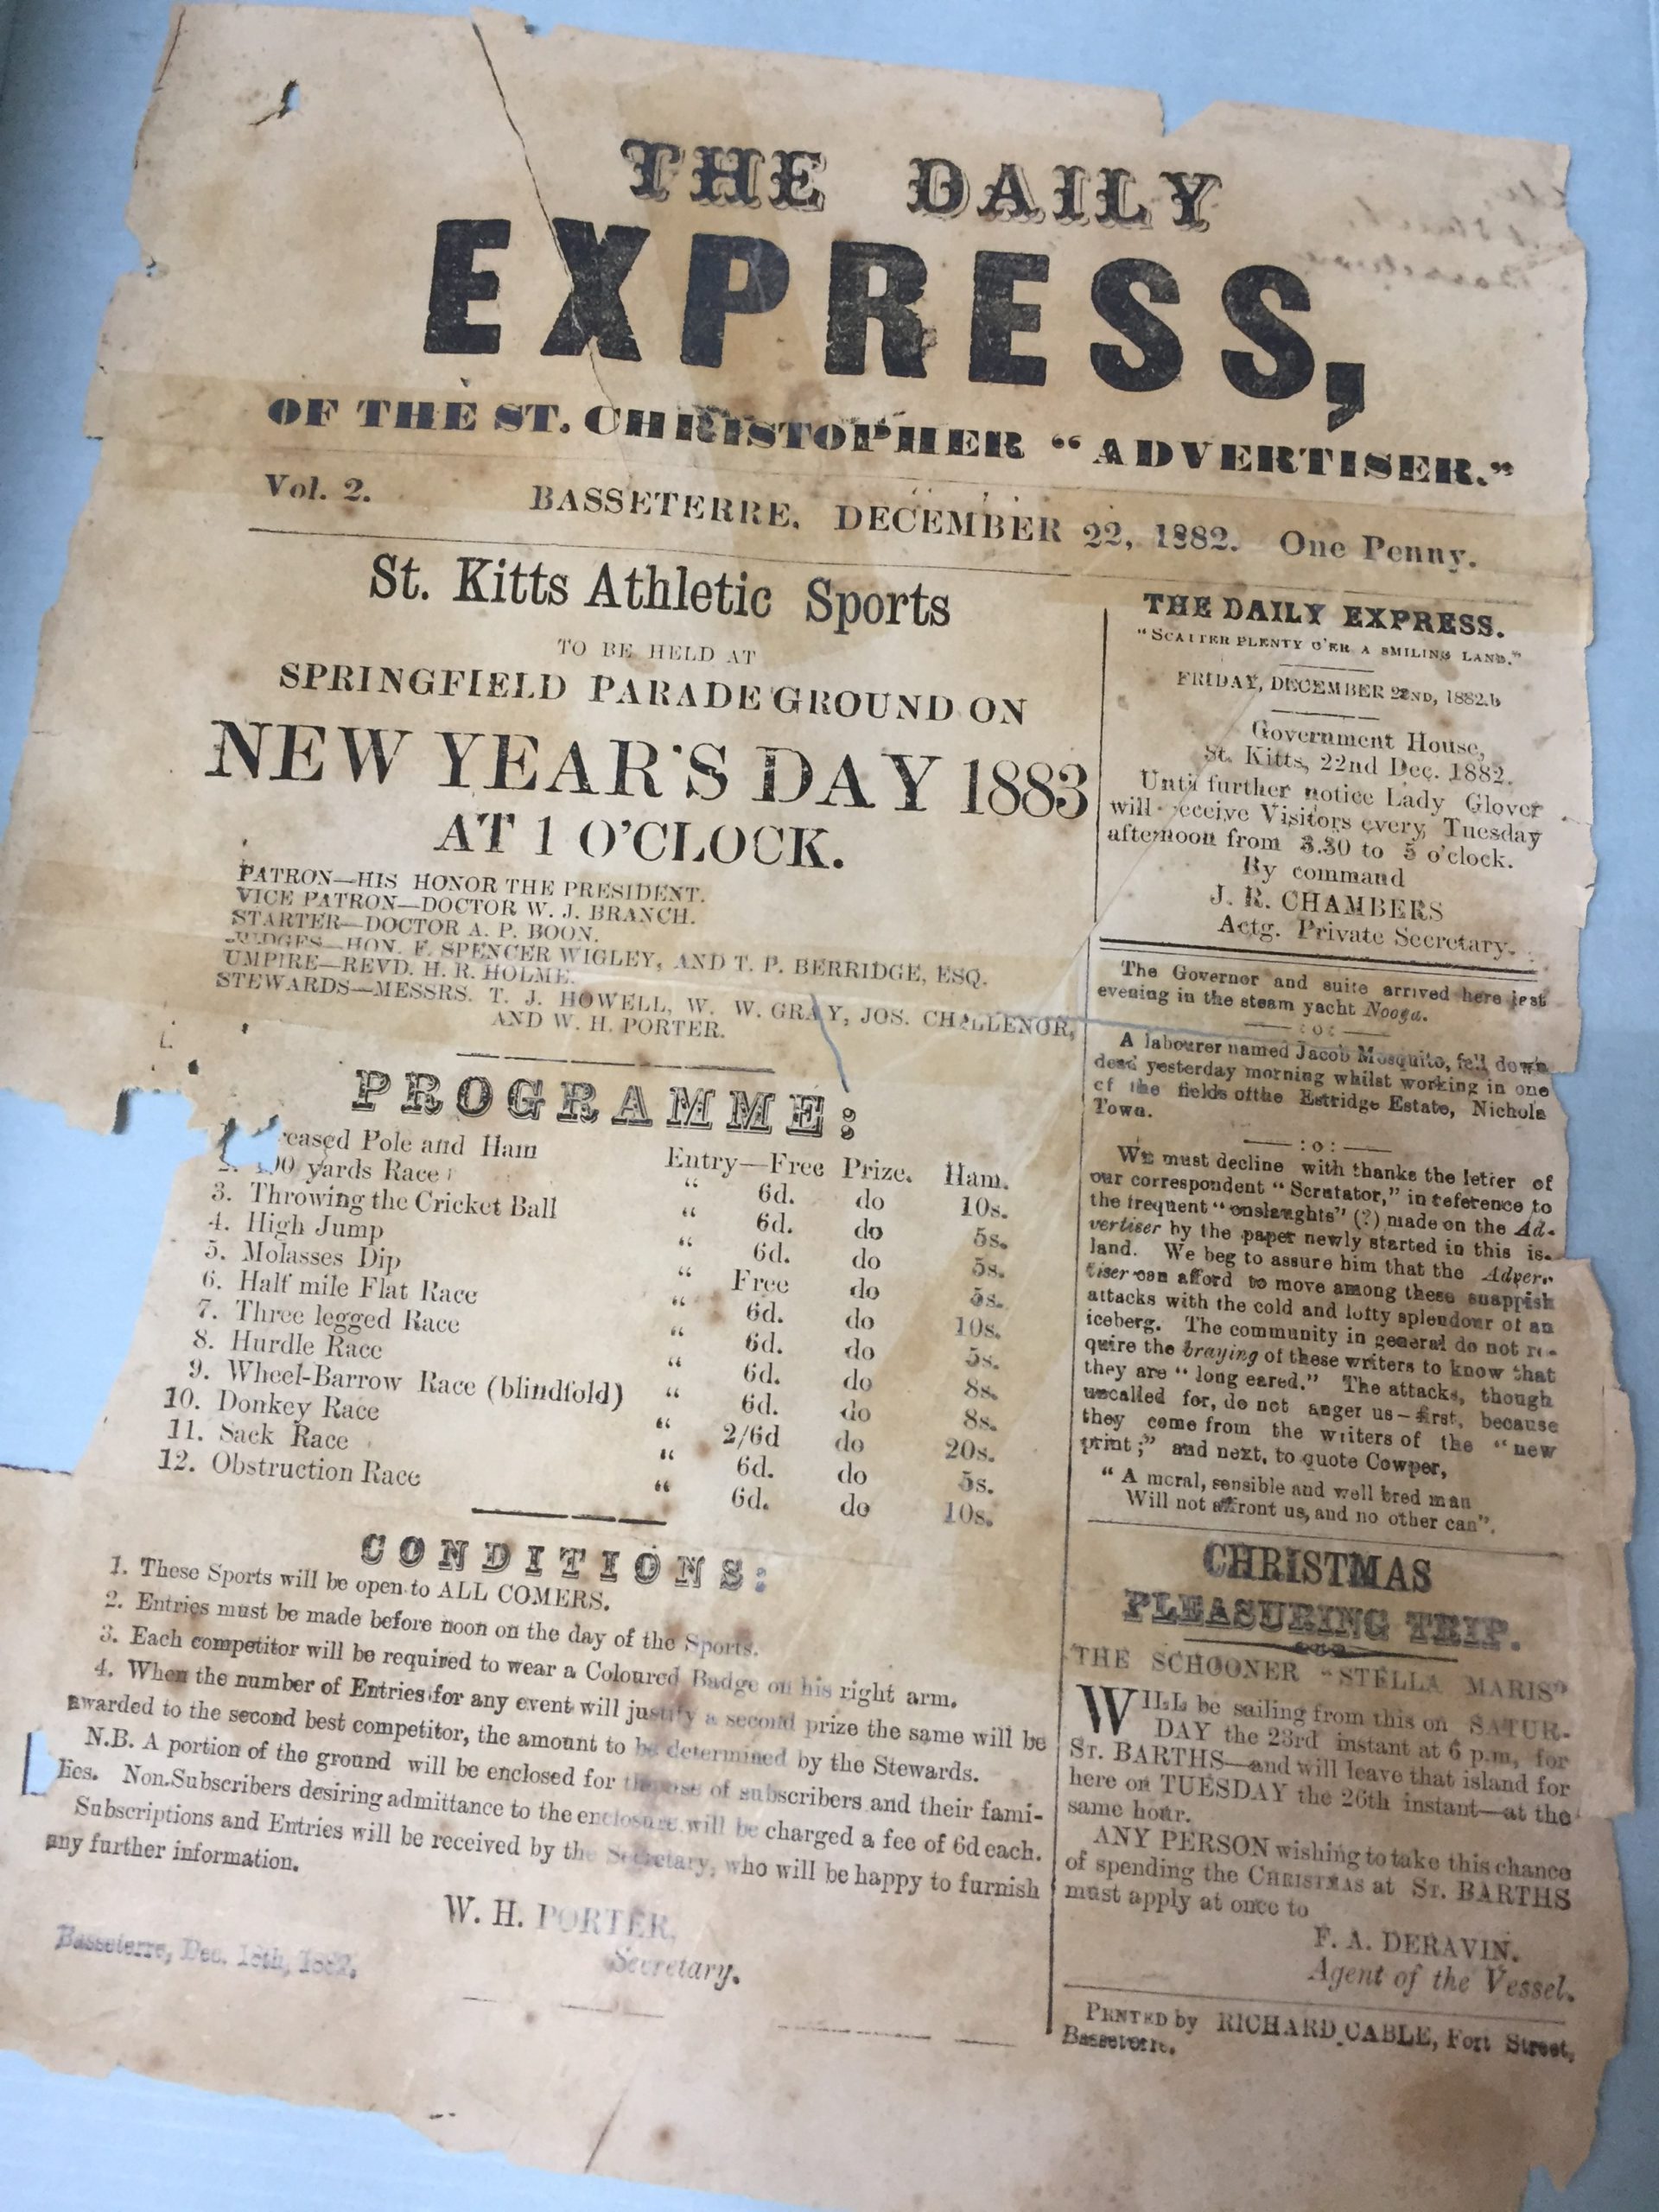 THE DAILY
EXPRESS,
OF THE ST. CHRISTOPHER "ADVERTISER."
Vol. 2. BASSETERRE, DECEMBER 22, 1882. One Penny.
St. Kitts Athletic Sports
TO BE HELD AT
SPRINGFIELD PARADE GROUND ON
NEW YEAR'S DAY 1883
AT 1 O'CLOCK.
PATRON—HIS HONOR THE PRESIDENT.
VICE PATRON—DOCTOR W. J. BRANCH.
STARTER—DOCTOR A. P. BOON.
JUDGES—HON. F. SPENCER WIGLEY, AND T. P. BERRIDGE, ESQ.
UMPIRE—REVD. H. R. HOLME.
STEWARDS—MESSRS. T. J. HOWELL, W. W. GRAY, JOS. CHALLENOR,
AND W. H. PORTER.
PROGRAMME:
reased Pole and Ham Entry—Free Prize. Ham.
2. 100 yards Race " 6d. do 10s.
3. Throwing the Cricket Ball " 6d. do 5s.
4. High Jump " 6d. do 5s.
5. Molasses Dip " Free do 5s.
6. Half mile Flat Race " 6d. do 10s.
7. Three legged Race " 6d. do 5s.
8. Hurdle Race " 6d. do 8s.
9. Wheel-Barrow Race (blindfold) " 6d. do 8s.
10. Donkey Race " 2/6d do 20s.
11. Sack Race " 6d. do 5s.
12. Obstruction Race " 6d. do 10s.
CONDITIONS:
1. These Sports will be open to ALL COMERS.
2. Entries must be made before noon on the day of the Sports.
3. Each competitor will be required to wear a Coloured Badge on his right arm.
4. When the number of Entries for any event will justify a second prize the same will be
awarded to the second best competitor, the amount to be determined by the Stewards.
N.B. A portion of the ground will be enclosed for the use of subscribers and their fami-
lies. Non-Subscribers desiring admittance to the enclosure will be charged a fee of 6d each.
Subscriptions and Entries will be received by the Secretary, who will be happy to furnish
any further information.
W. H. PORTER,
Secretary.
Basseterre, Dec. 18th, 1882.
THE DAILY EXPRESS.
"SCATTER PLENTY O'ER A SMILING LAND."
FRIDAY, DECEMBER 22ND, 1882.b
Government House,
St. Kitts, 22nd Dec. 1882.
Until further notice Lady Glover
will receive Visitors every Tuesday
afternoon from 3.30 to 5 o'clock.
By command
J. R. CHAMBERS
Actg. Private Secretary.
The Governor and suite arrived here last
evening in the steam yacht Nooya.
—:o:—
A labourer named Jacob Mosquito, fell down
dead yesterday morning whilst working in one
of the fields ofthe Estridge Estate, Nichola
Town.
—:o:—
We must decline with thanks the letter of
our correspondent "Scrutator," in reference to
the frequent "onslaughts" (?) made on the Ad-
vertiser by the paper newly started in this is-
land. We beg to assure him that the Adver-
tiser can afford to move among these snappish
attacks with the cold and lofty splendour of an
iceberg. The community in general do not re-
quire the braying of these writers to know that
they are "long eared." The attacks, though
uncalled for, do not anger us—first, because
they come from the writers of the "new
print;" and next, to quote Cowper,
"A moral, sensible and well bred man
Will not affront us, and no other can".
CHRISTMAS
PLEASURING TRIP.
THE SCHOONER "STELLA MARIS"
WILL be sailing from this on SATUR-
DAY the 23rd instant at 6 p.m, for
ST. BARTHS—and will leave that island for
here on TUESDAY the 26th instant—at the
same hour.
ANY PERSON wishing to take this chance
of spending the CHRISTMAS at ST. BARTHS
must apply at once to
F. A. DERAVIN.
Agent of the Vessel.
PRNTED by RICHARD CABLE, Fort Street,
Basseterre.